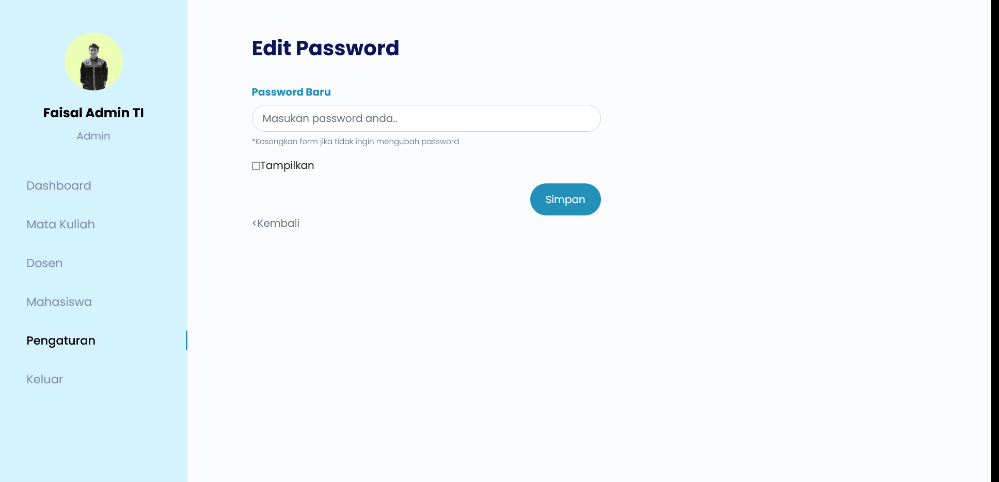 Faisal Admin TI
Admin
Dashboard
Mata Kuliah
Dosen
Mahasiswa
Pengaturan
Keluar
Edit Password
Password Baru
Masukan password anda..
*Kosongkan form jika tidak ingin mengubah password
Tampilkan
Simpan
<Kembali